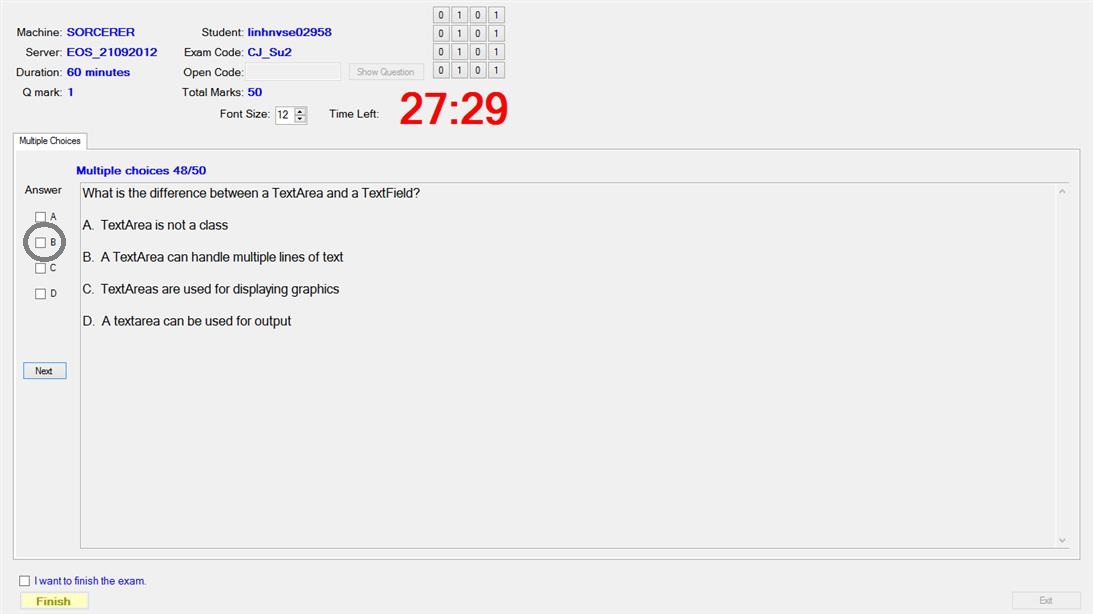 Machine: SORCERER
Server: EOS_21092012
Duration: 60 minutes
Q mark: 1
Student: linhnvse02958
Exam Code: CJ_Su2
Open Code:
Show Question
Total Marks: 50
Font Size: 12
Time Left: 27:29
0 1 0 1
0 1 0 1
0 1 0 1
0 1 0 1
Multiple Choices
Multiple choices 48/50
Answer
A
B
C
D
Next
What is the difference between a TextArea and a TextField?
A. TextArea is not a class
B. A TextArea can handle multiple lines of text
C. TextAreas are used for displaying graphics
D. A textarea can be used for output
I want to finish the exam.
Finish
Exit